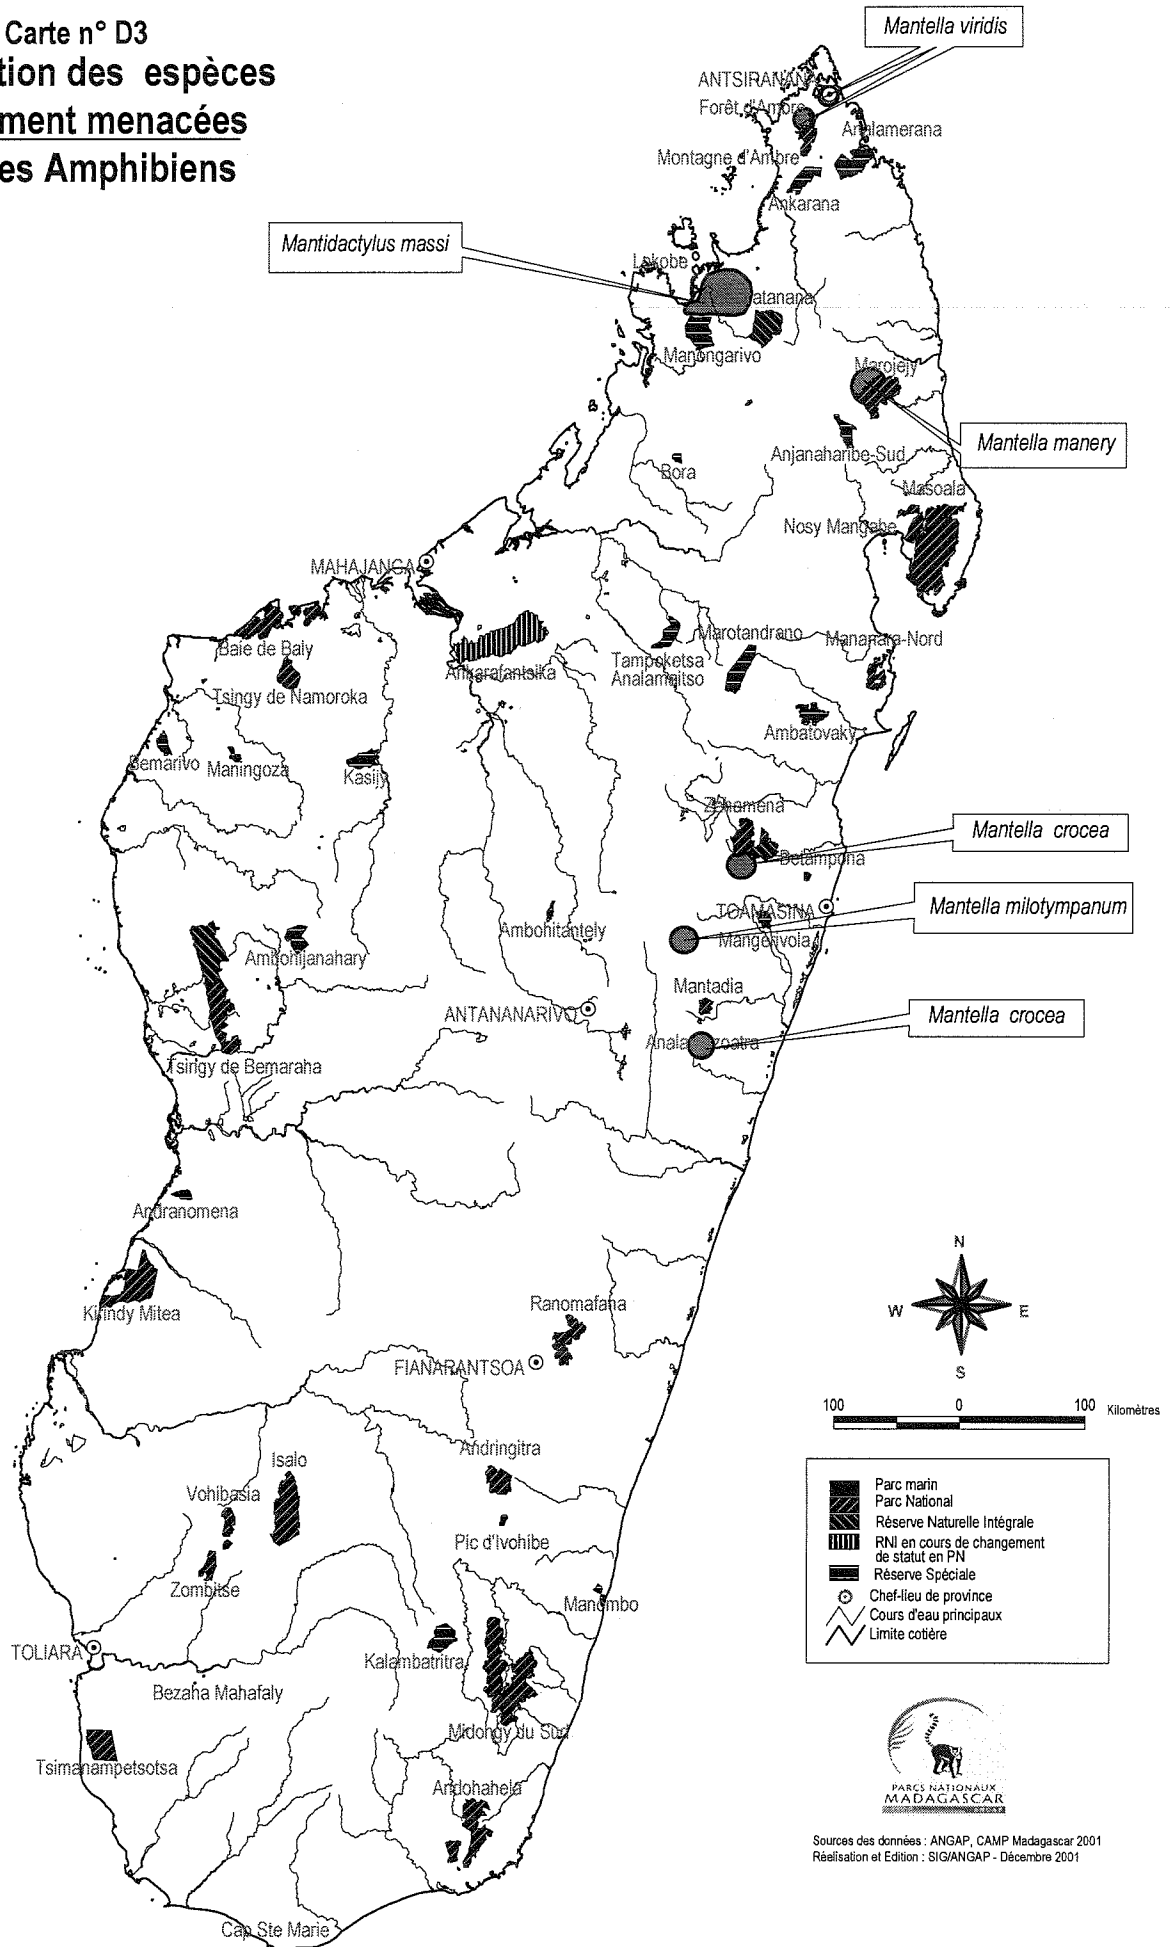 Carte n° D3
tion des espèces
ment menacées
es Amphibiens
Mantella viridis
ANTSIRANAN
Forêt d'Ambre
Analamerana
Montagne d'Ambre
Ankarana
Mantidactylus massi
Lokobe
atanana
Manongarivo
Marojejy
Mantella manery
Anjanaharibe-Sud
Bora
Masoala
Nosy Mangabe
MAHAJANGA
Baie de Baly
Ankarafantsika
Marotandrano
Mananara-Nord
Tampoketsa
Analamaitso
Tsingy de Namoroka
Ambatovaky
Bemarivo
Maningoza
Kasijy
Zahamena
Mantella crocea
Betampona
Mantella milotympanum
TOAMASINA
Ambohitantely
Mangerivola
Ambohijanahary
Mantadia
ANTANANARIVO
Mantella crocea
Anala zoatra
Tsingy de Bemaraha
Andranomena
Kirindy Mitea
Ranomafana
FIANARANTSOA
N
W
E
S
100 0 100 Kilomètres
Andringitra
Isalo
Vohibasia
Pic d'Ivohibe
Zombitse
Manombo
Parc marin
Parc National
Réserve Naturelle Intégrale
RNI en cours de changement
de statut en PN
Réserve Spéciale
Chef-lieu de province
Cours d'eau principaux
Limite cotière
TOLIARA
Kalambatritra
Bezaha Mahafaly
Midongy du Sud
Tsimanampetsotsa
Andohahela
Cap Ste Marie
PARCS NATIONAUX
MADAGASCAR
Sources des données : ANGAP, CAMP Madagascar 2001
Réalisation et Edition : SIG/ANGAP - Décembre 2001